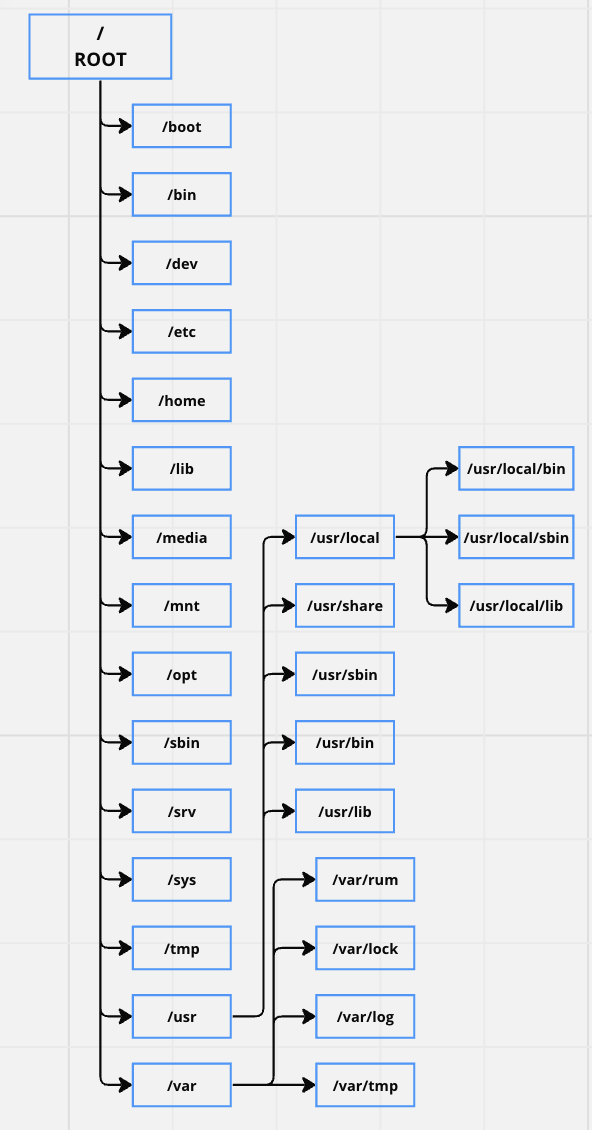 /
ROOT
/boot
/bin
/dev
/etc
/home
/lib
/usr/local/bin
/media
/usr/local
/usr/local/sbin
/mnt
/usr/share
/usr/local/lib
/opt
/usr/sbin
/sbin
/usr/bin
/srv
/usr/lib
/sys
/var/rum
/tmp
/var/lock
/usr
/var/log
/var
/var/tmp